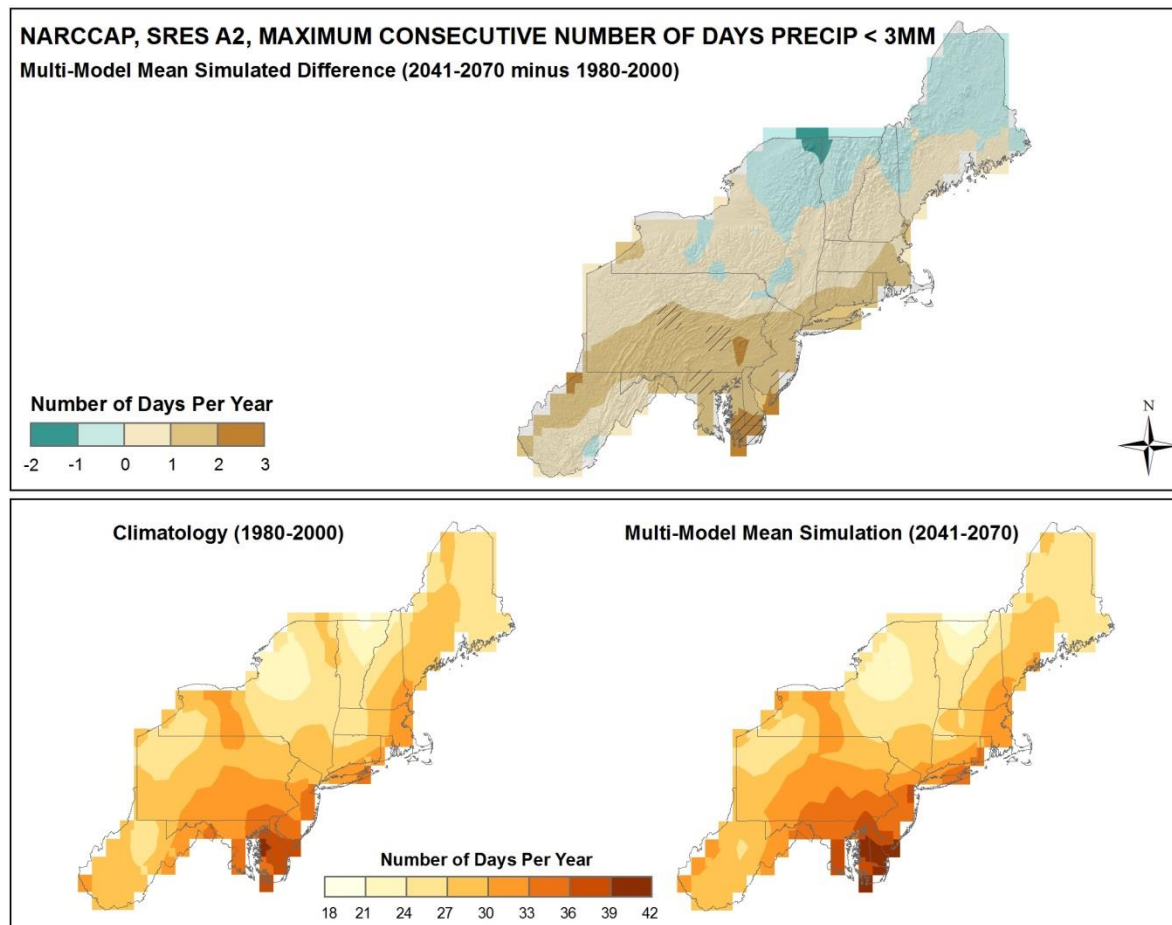 NARCCAP, SRES A2, MAXIMUM CONSECUTIVE NUMBER OF DAYS PRECIP < 3MM
Multi-Model Mean Simulated Difference (2041-2070 minus 1980-2000)
Number of Days Per Year
-2 -1 0 1 2 3
N
Climatology (1980-2000)
Multi-Model Mean Simulation (2041-2070)
Number of Days Per Year
18 21 24 27 30 33 36 39 42